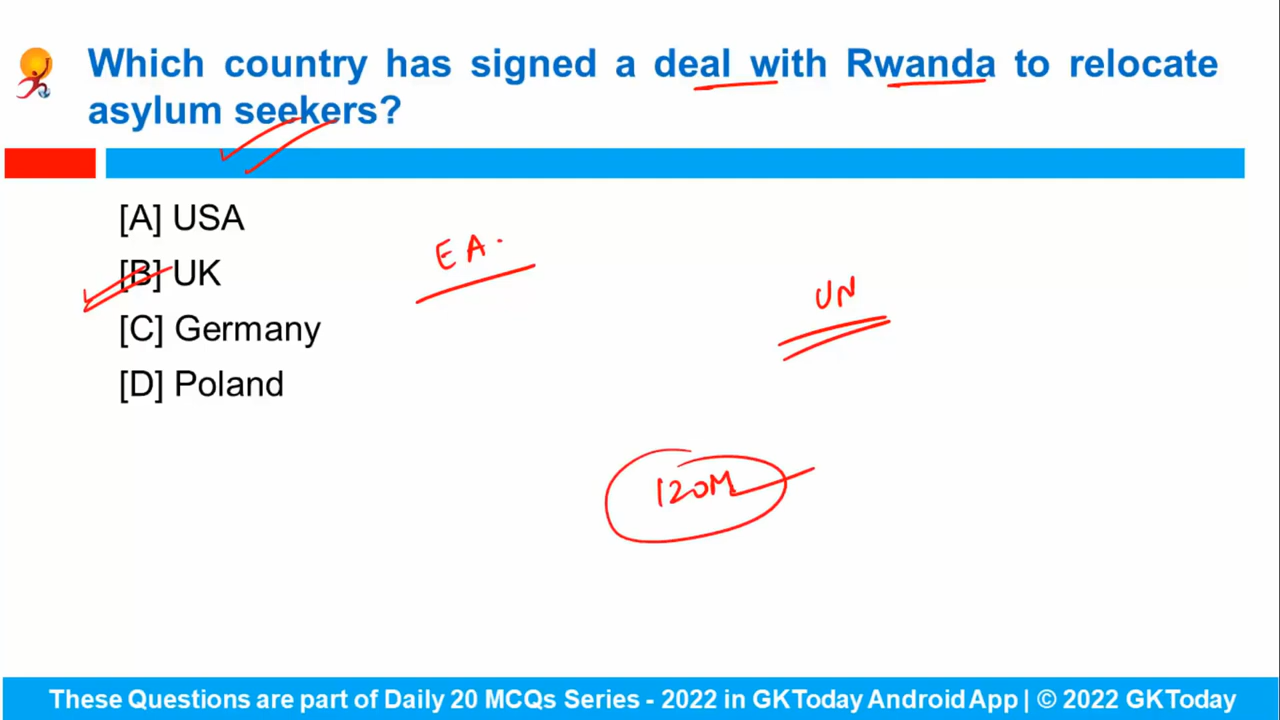 Which country has signed a deal with Rwanda to relocate
asylum seekers?
[A] USA
[B] UK
[C] Germany
[D] Poland
E A.
UN
120M
These Questions are part of Daily 20 MCQs Series - 2022 in GKToday Android App | © 2022 GKToday